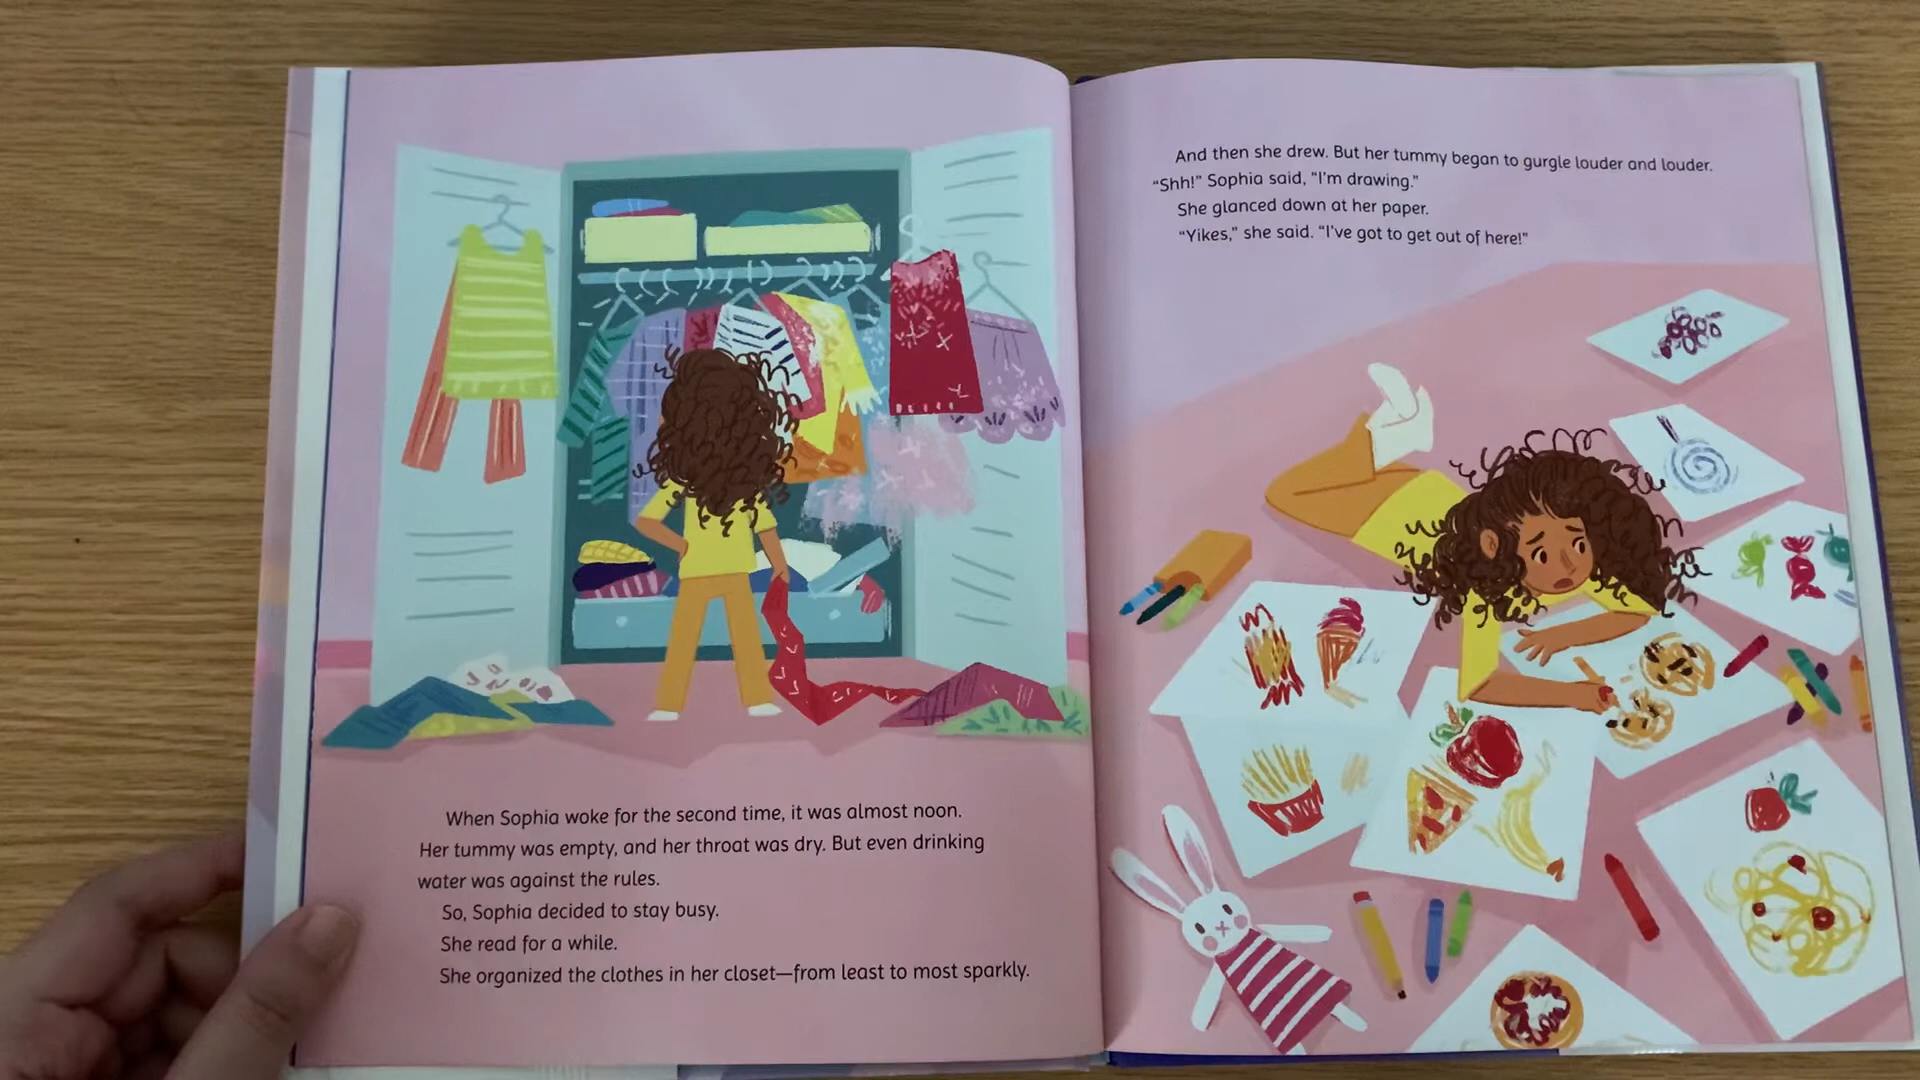 When Sophia woke for the second time, it was almost noon.
Her tummy was empty, and her throat was dry. But even drinking
water was against the rules.
So, Sophia decided to stay busy.
She read for a while.
She organized the clothes in her closet—from least to most sparkly.
And then she drew. But her tummy began to gurgle louder and louder.
“Shh!” Sophia said, “I’m drawing.”
She glanced down at her paper.
“Yikes,” she said. “I’ve got to get out of here!”